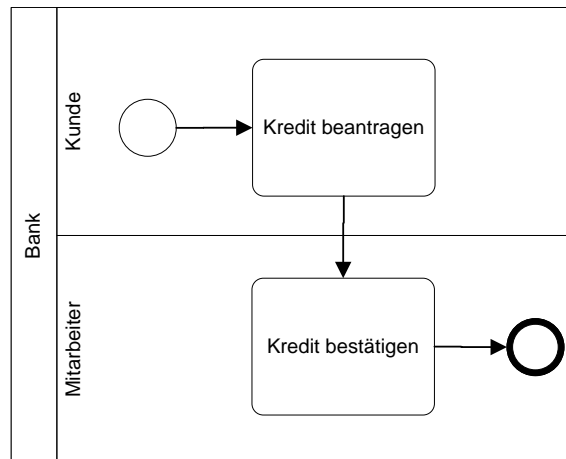 Bank
Kunde
Kredit beantragen
Mitarbeiter
Kredit bestätigen